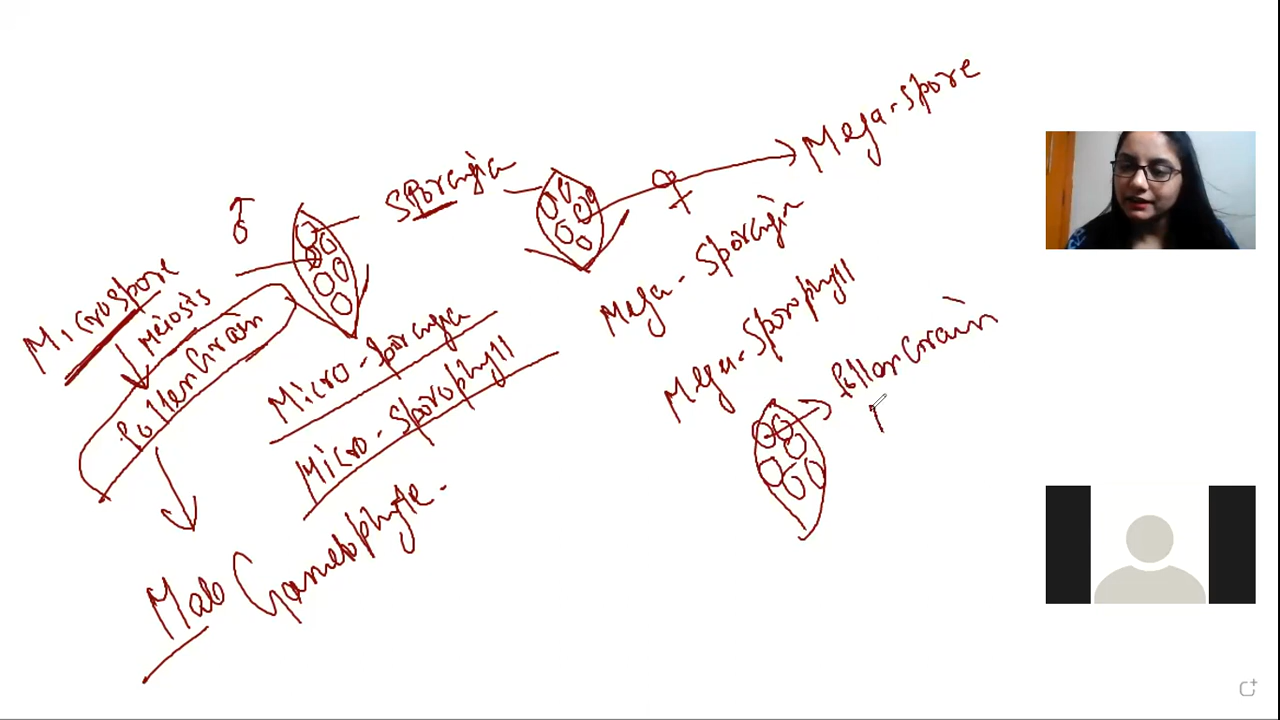 Mega-spore
Sporangia
Microspore
Meiosis
Pollen Grain
Micro-sporangia
Micro-Sporophyll
Male Gametophyte.
Mega-Sporangia
Mega-Sporophyll
Pollen Grain